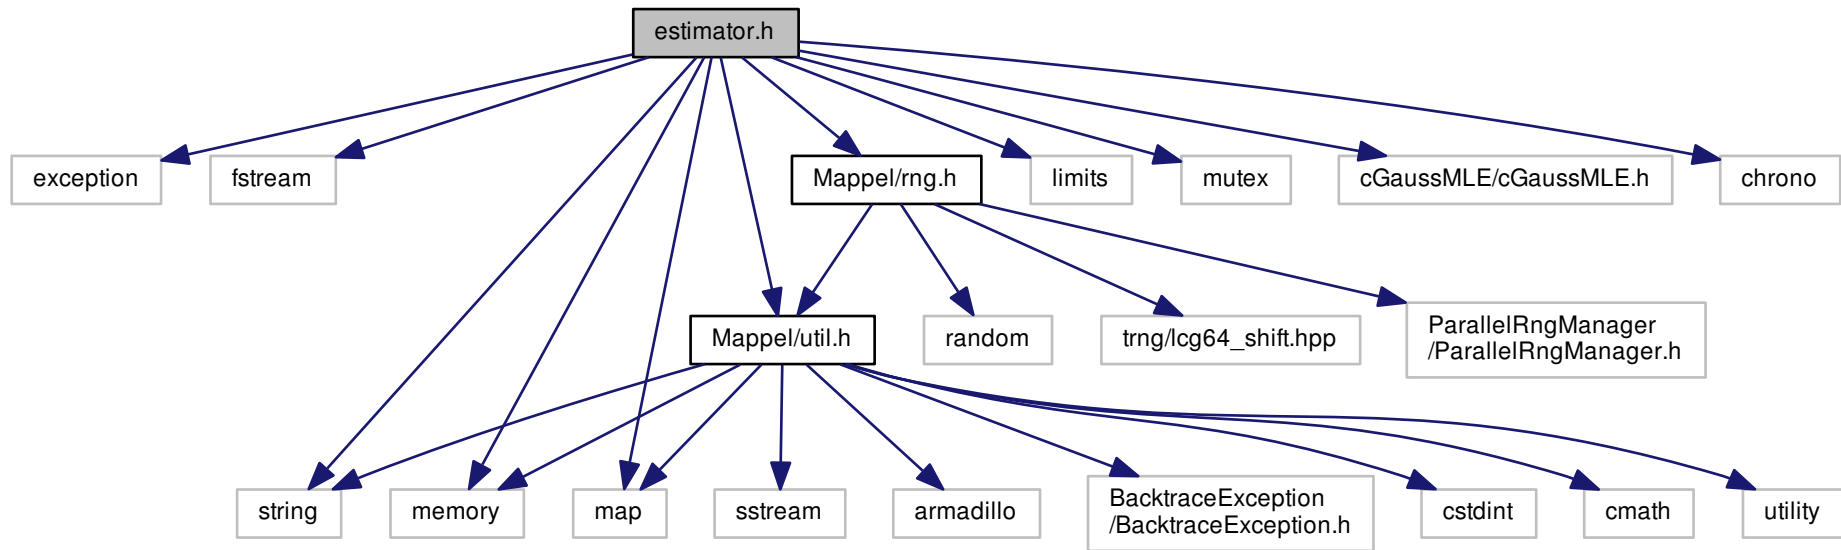 estimator.h
exception
fstream
Mappel/rng.h
limits
mutex
cGaussMLE/cGaussMLE.h
chrono
Mappel/util.h
random
trng/lcg64_shift.hpp
ParallelRngManager
/ParallelRngManager.h
string
memory
map
sstream
armadillo
BacktraceException
/BacktraceException.h
cstdint
cmath
utility